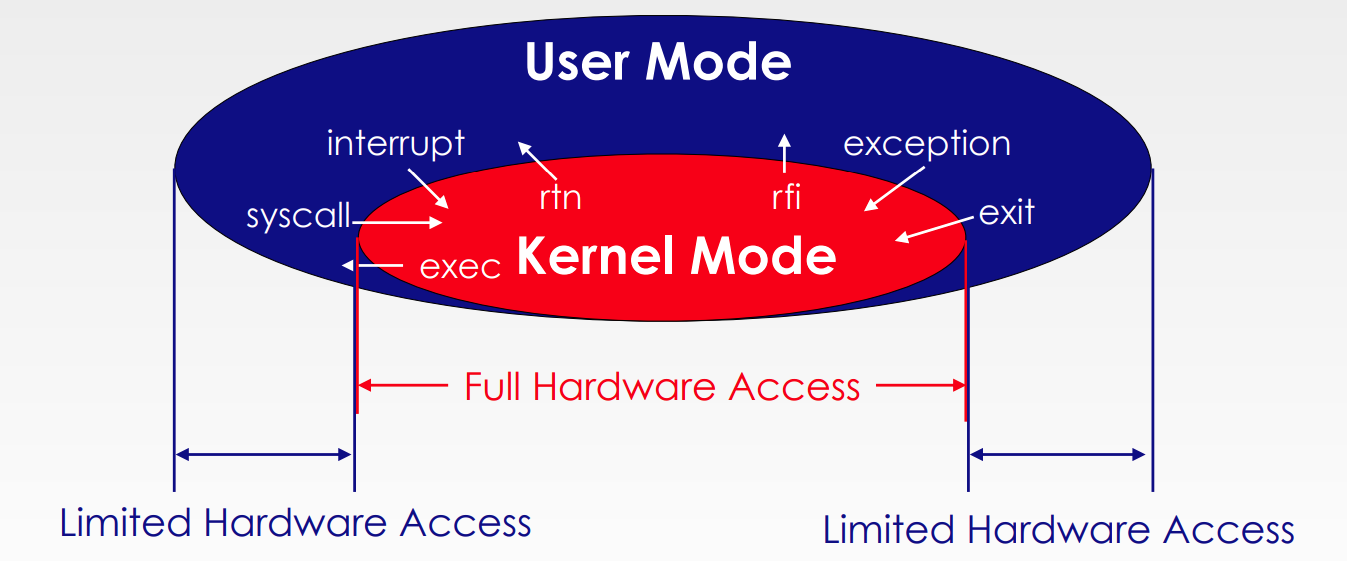 User Mode
interrupt
exception
rtn
rfi
syscall
exit
exec
Kernel Mode
Full Hardware Access
Limited Hardware Access
Limited Hardware Access